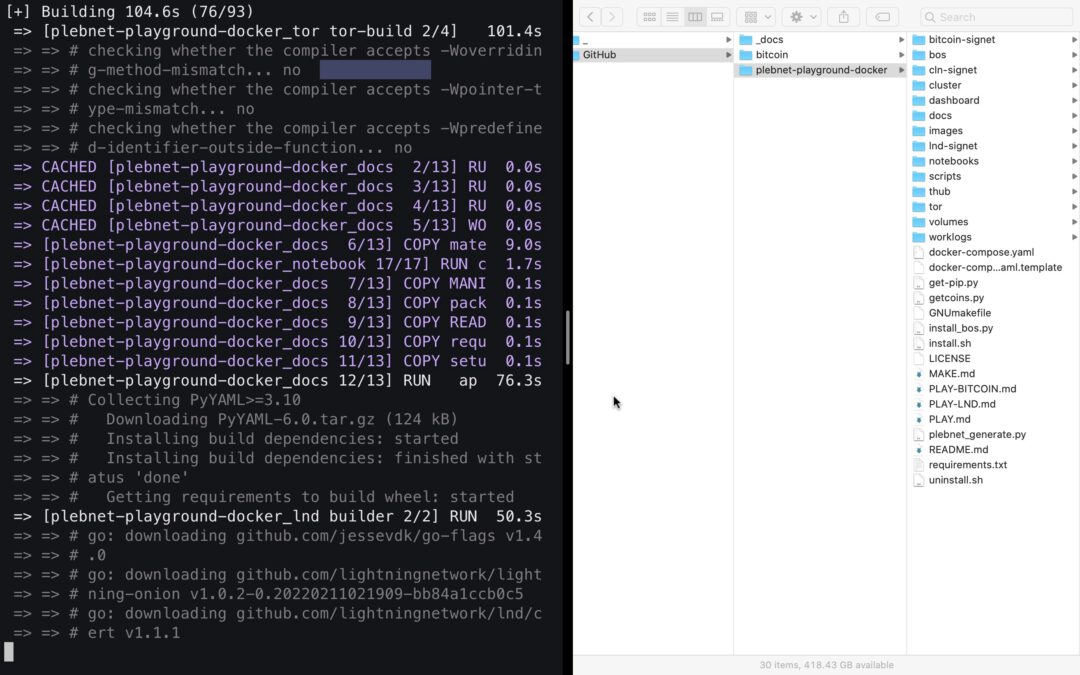 [+] Building 104.6s (76/93)
=> [plebnet-playground-docker_tor tor-build 2/4] 101.4s
=> => # checking whether the compiler accepts -Woverridin
=> => # g-method-mismatch... no
=> => # checking whether the compiler accepts -Wpointer-t
=> => # ype-mismatch... no
=> => # checking whether the compiler accepts -Wpredefine
=> => # d-identifier-outside-function... no
=> CACHED [plebnet-playground-docker_docs 2/13] RU 0.0s
=> CACHED [plebnet-playground-docker_docs 3/13] RU 0.0s
=> CACHED [plebnet-playground-docker_docs 4/13] RU 0.0s
=> CACHED [plebnet-playground-docker_docs 5/13] WO 0.0s
=> [plebnet-playground-docker_docs 6/13] COPY mate 9.0s
=> [plebnet-playground-docker_notebook 17/17] RUN c 1.7s
=> [plebnet-playground-docker_docs 7/13] COPY MANI 0.1s
=> [plebnet-playground-docker_docs 8/13] COPY pack 0.1s
=> [plebnet-playground-docker_docs 9/13] COPY READ 0.1s
=> [plebnet-playground-docker_docs 10/13] COPY requ 0.1s
=> [plebnet-playground-docker_docs 11/13] COPY setu 0.1s
=> [plebnet-playground-docker_docs 12/13] RUN ap 76.3s
=> => # Collecting PyYAML>=3.10
=> => # Downloading PyYAML-6.0.tar.gz (124 kB)
=> => # Installing build dependencies: started
=> => # Installing build dependencies: finished with st
=> => # atus 'done'
=> => # Getting requirements to build wheel: started
=> [plebnet-playground-docker_lnd builder 2/2] RUN 50.3s
=> => # go: downloading github.com/jessevdk/go-flags v1.4
=> => # .0
=> => # go: downloading github.com/lightningnetwork/light
=> => # ning-onion v1.0.2-0.20220211021909-bb84a1ccb0c5
=> => # go: downloading github.com/lightningnetwork/lnd/c
=> => # ert v1.1.1
Search
_
GitHub
_docs
bitcoin
plebnet-playground-docker
bitcoin-signet
bos
cln-signet
cluster
dashboard
docs
images
lnd-signet
notebooks
scripts
thub
tor
volumes
worklogs
docker-compose.yaml
docker-comp...aml.template
get-pip.py
getcoins.py
GNUmakefile
install_bos.py
install.sh
LICENSE
MAKE.md
PLAY-BITCOIN.md
PLAY-LND.md
PLAY.md
plebnet_generate.py
README.md
requirements.txt
uninstall.sh
30 items, 418.43 GB available